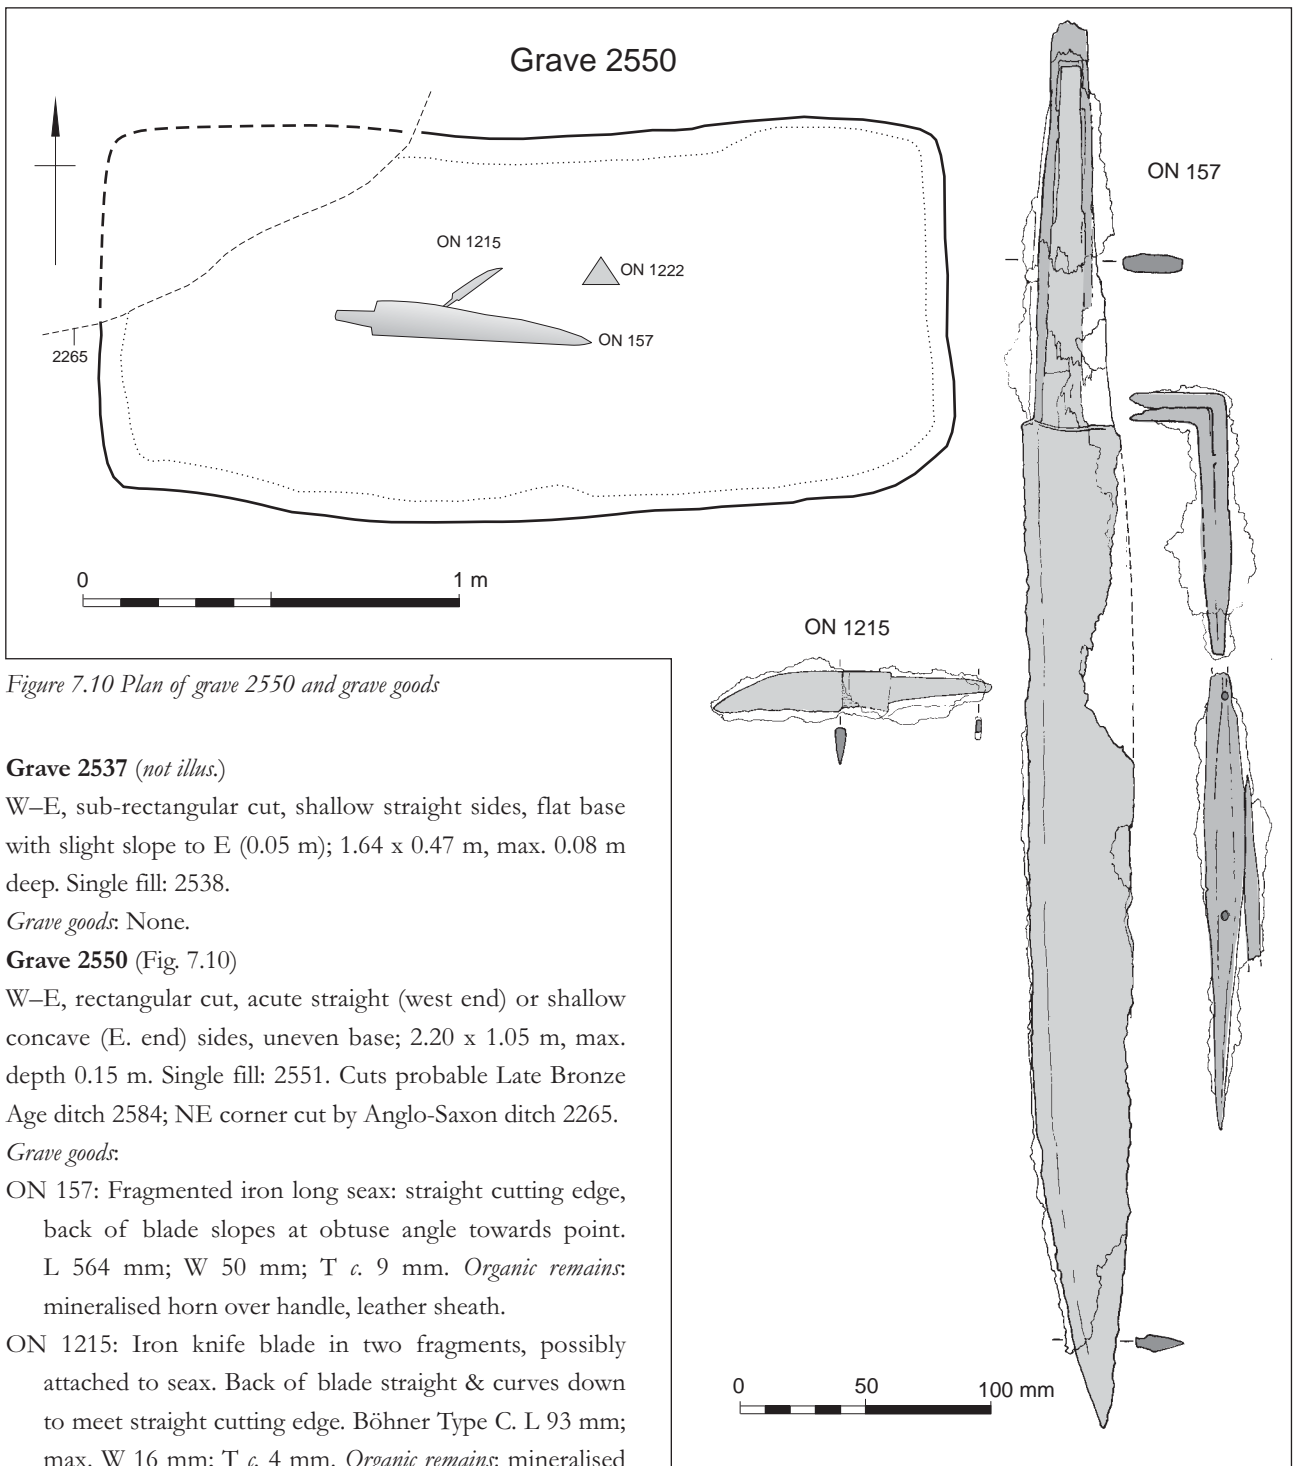 Grave 2550
ON 157
ON 1215
ON 1222
ON 157
2265
0 1 m
ON 1215
Figure 7.10 Plan of grave 2550 and grave goods
Grave 2537 (not illus.)
W–E, sub-rectangular cut, shallow straight sides, flat base
with slight slope to E (0.05 m); 1.64 x 0.47 m, max. 0.08 m
deep. Single fill: 2538.
Grave goods: None.
Grave 2550 (Fig. 7.10)
W–E, rectangular cut, acute straight (west end) or shallow
concave (E. end) sides, uneven base; 2.20 x 1.05 m, max.
depth 0.15 m. Single fill: 2551. Cuts probable Late Bronze
Age ditch 2584; NE corner cut by Anglo-Saxon ditch 2265.
Grave goods:
ON 157: Fragmented iron long seax: straight cutting edge,
back of blade slopes at obtuse angle towards point.
L 564 mm; W 50 mm; T c. 9 mm. Organic remains:
mineralised horn over handle, leather sheath.
ON 1215: Iron knife blade in two fragments, possibly
attached to seax. Back of blade straight & curves down
to meet straight cutting edge. Böhner Type C. L 93 mm;
max. W 16 mm; T c. 4 mm. Organic remains: mineralised
0 50 100 mm